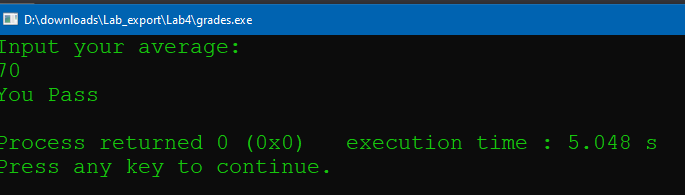 D:\downloads\Lab_export\Lab4\grades.exe
Input your average:
70
You Pass
Process returned 0 (0x0)   execution time : 5.048 s
Press any key to continue.